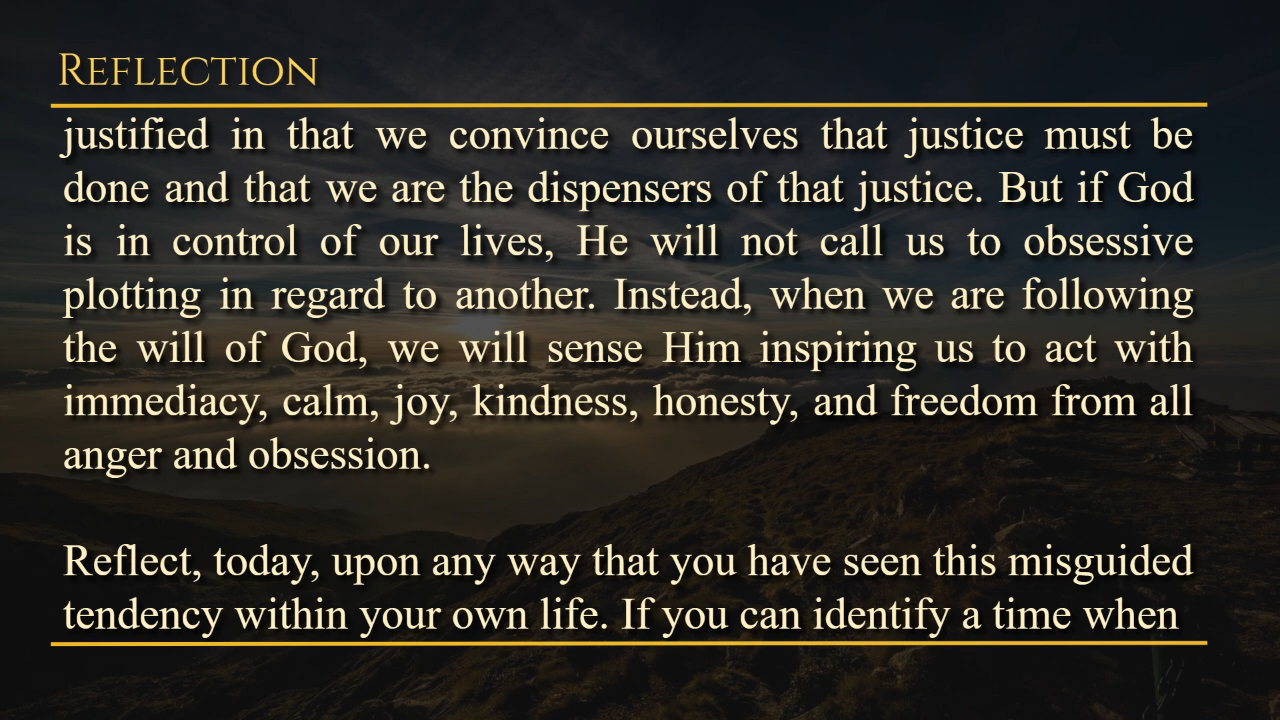 Reflection
justified in that we convince ourselves that justice must be
done and that we are the dispensers of that justice. But if God
is in control of our lives, He will not call us to obsessive
plotting in regard to another. Instead, when we are following
the will of God, we will sense Him inspiring us to act with
immediacy, calm, joy, kindness, honesty, and freedom from all
anger and obsession.
Reflect, today, upon any way that you have seen this misguided
tendency within your own life. If you can identify a time when